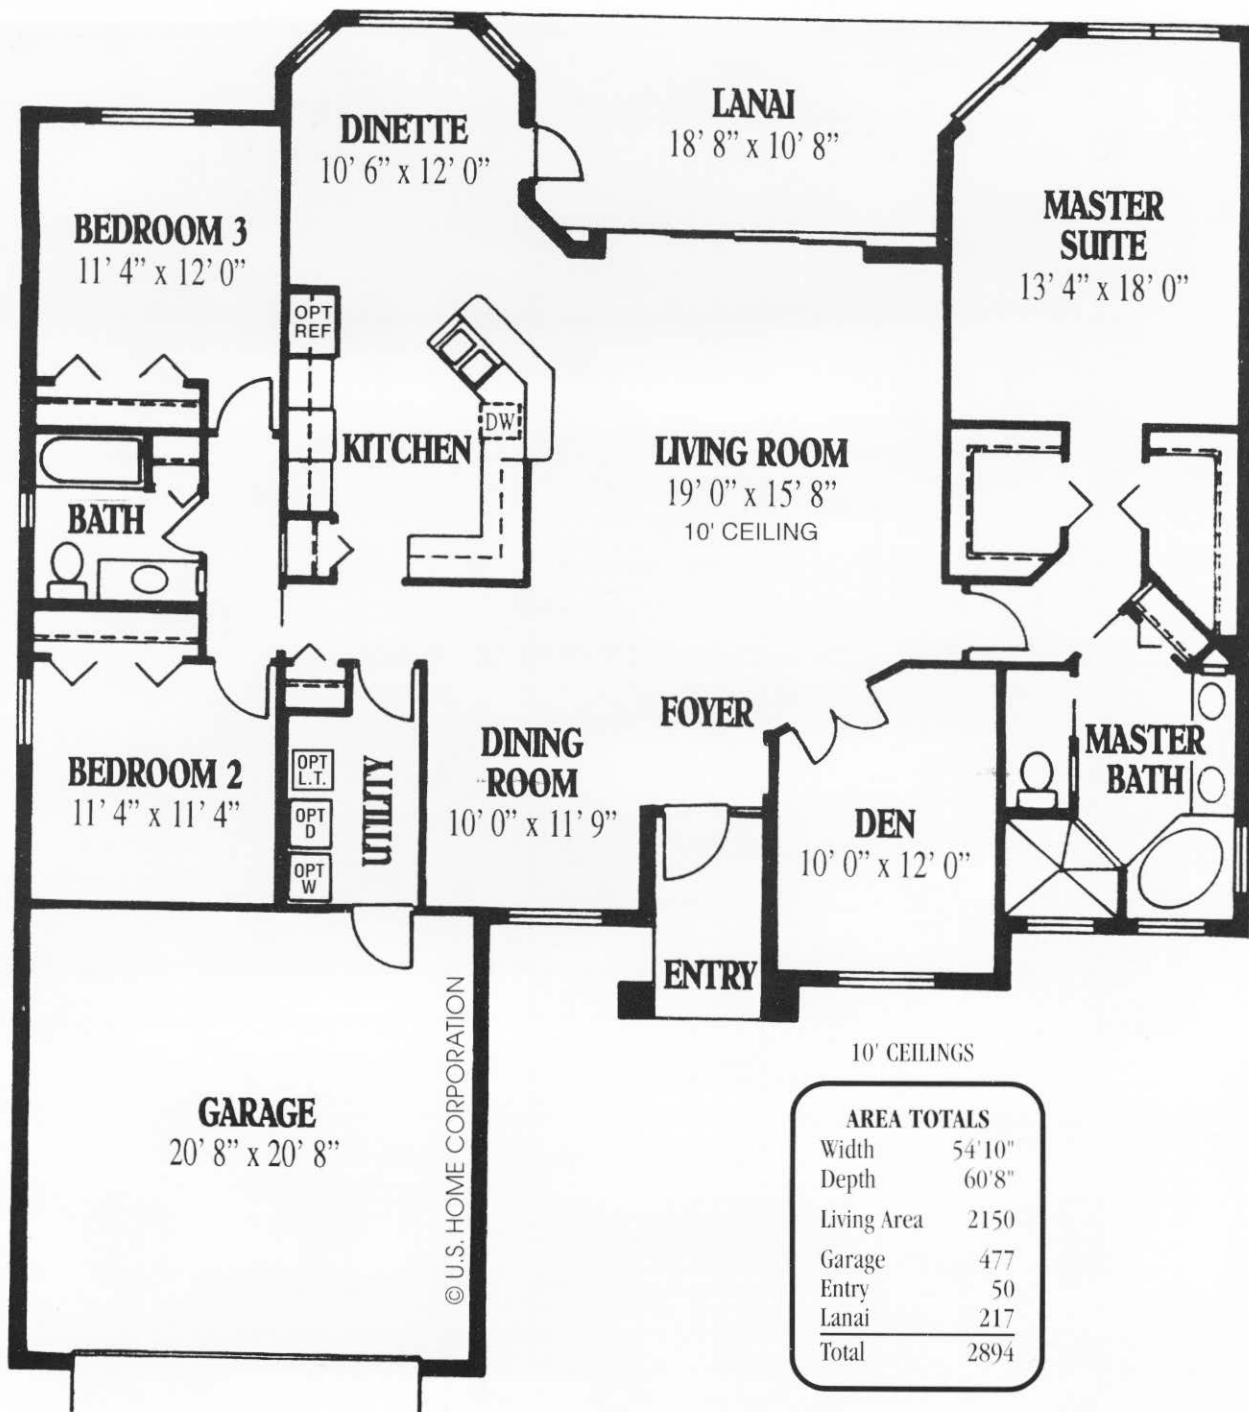 LANAI
18' 8” x 10' 8”
DINETTE
10' 6” x 12' 0”
MASTER
SUITE
13' 4” x 18' 0”
BEDROOM 3
11' 4” x 12' 0”
OPT
REF
DW
KITCHEN
LIVING ROOM
19' 0” x 15' 8”
10' CEILING
BATH
FOYER
DINING
ROOM
10' 0” x 11' 9”
BEDROOM 2
11' 4” x 11' 4”
OPT
L.T.
OPT
D
OPT
W
UTILITY
MASTER
BATH
DEN
10' 0” x 12' 0”
ENTRY
GARAGE
20' 8” x 20' 8”
© U.S. HOME CORPORATION
10' CEILINGS
AREA TOTALS
Width 54'10"
Depth 60'8"
Living Area 2150
Garage 477
Entry 50
Lanai 217
Total 2894